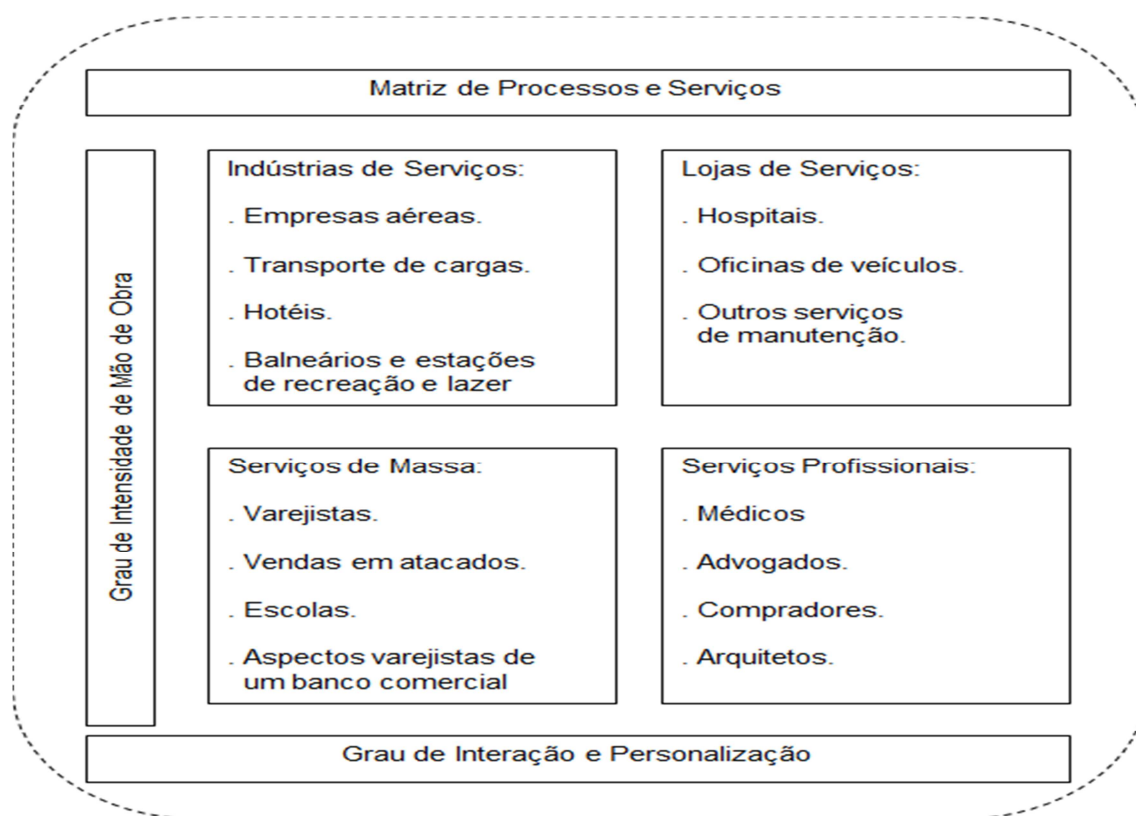 Matriz de Processos e Serviços
Grau de Intensidade de Mão de Obra
Indústrias de Serviços:
. Empresas aéreas.
. Transporte de cargas.
. Hotéis.
. Balneários e estações
de recreação e lazer
Lojas de Serviços:
. Hospitais.
. Oficinas de veículos.
. Outros serviços
de manutenção.
Serviços de Massa:
. Varejistas.
. Vendas em atacados.
. Escolas.
. Aspectos varejistas de
um banco comercial
Serviços Profissionais:
. Médicos
. Advogados.
. Compradores.
. Arquitetos.
Grau de Interação e Personalização